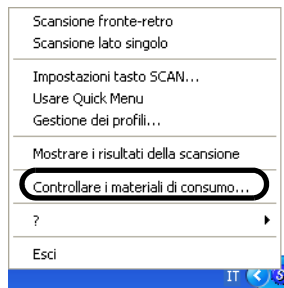 Scansione fronte-retro
Scansione lato singolo
Impostazioni tasto SCAN...
Usare Quick Menu
Gestione dei profili...
Mostrare i risultati della scansione
Controllare i materiali di consumo...
?
Esci
IT